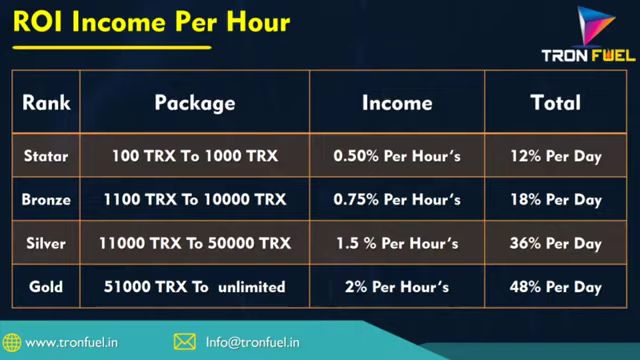 ROI Income Per Hour
TRON FUEL
Rank Package Income Total
Statar 100 TRX To 1000 TRX 0.50% Per Hour's 12% Per Day
Bronze 1100 TRX To 10000 TRX 0.75% Per Hour's 18% Per Day
Silver 11000 TRX To 50000 TRX 1.5 % Per Hour's 36% Per Day
Gold 51000 TRX To unlimited 2% Per Hour's 48% Per Day
www.tronfuel.in Info@tronfuel.in